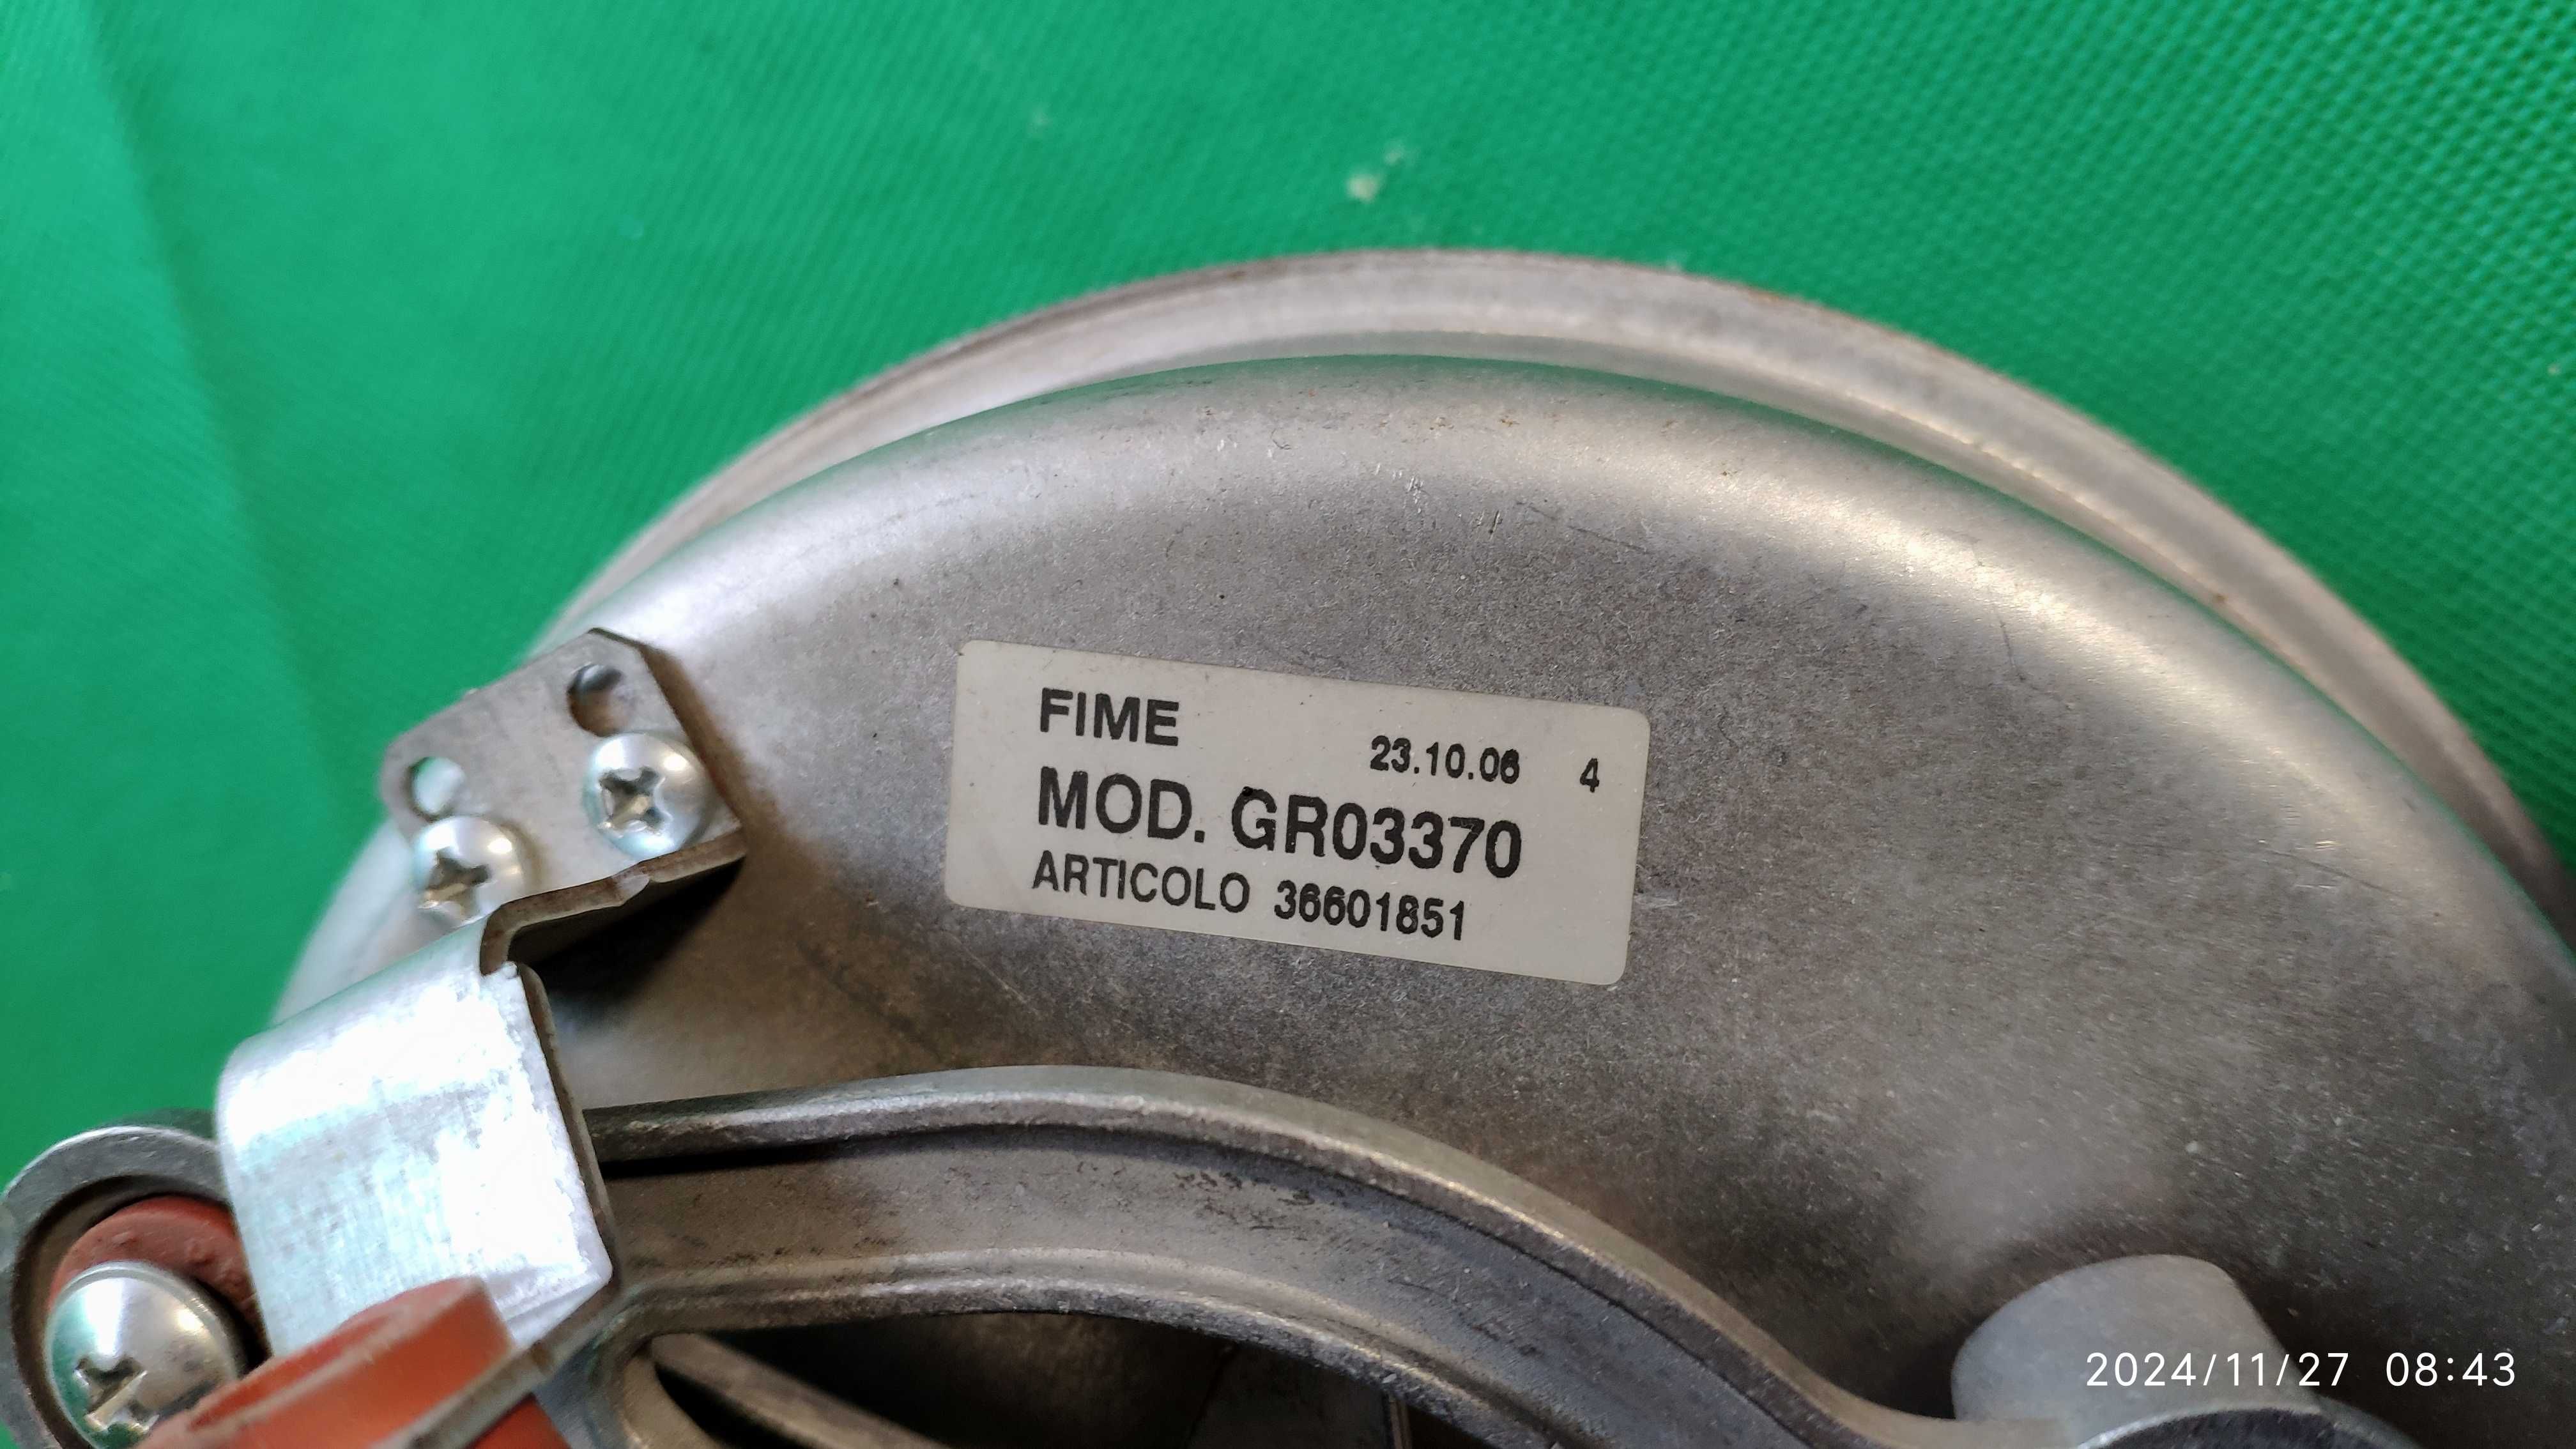 FIME
23.10.06 4
MOD. GR03370
ARTICOLO 36601851
2024/11/27 08:43